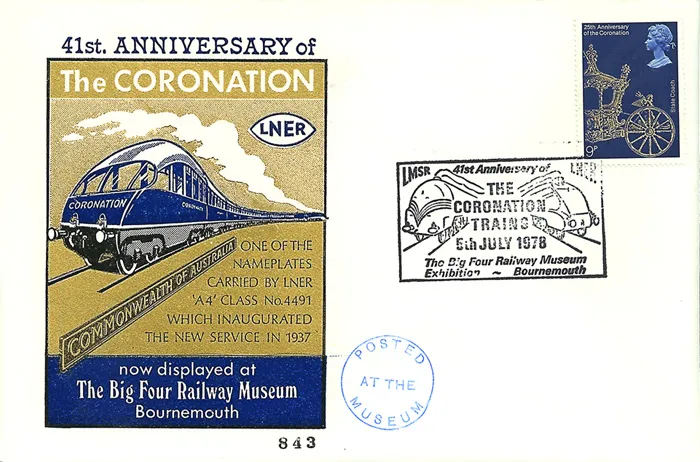 41st. ANNIVERSARY of
The CORONATION
LNER
CORONATION
CORONATION
COMMONWEALTH OF AUSTRALIA
ONE OF THE
NAMEPLATES
CARRIED BY LNER
'A4' CLASS No.4491
WHICH INAUGURATED
THE NEW SERVICE IN 1937
now displayed at
The Big Four Railway Museum
Bournemouth
843
25th Anniversary
of the Coronation
State Coach
9P
LMSR 41st Anniversary of LNER
THE
CORONATION
TRAINS
5th JULY 1978
The Big Four Railway Museum
Exhibition ~ Bournemouth
POSTED
AT THE
MUSEUM